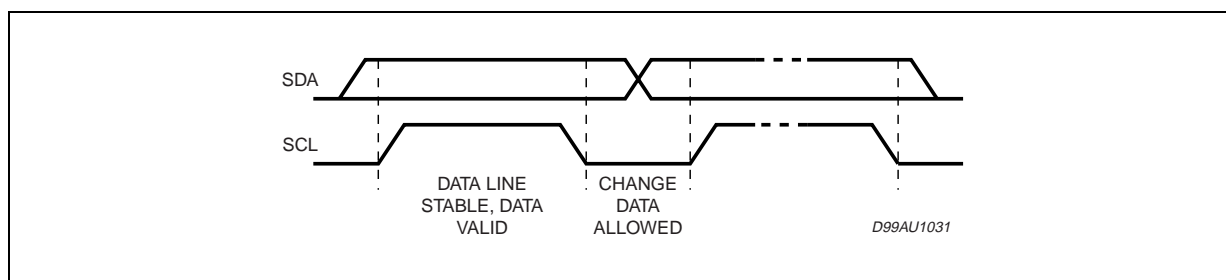 SDA
SCL
DATA LINE
STABLE, DATA
VALID
CHANGE
DATA
ALLOWED
D99AU1031